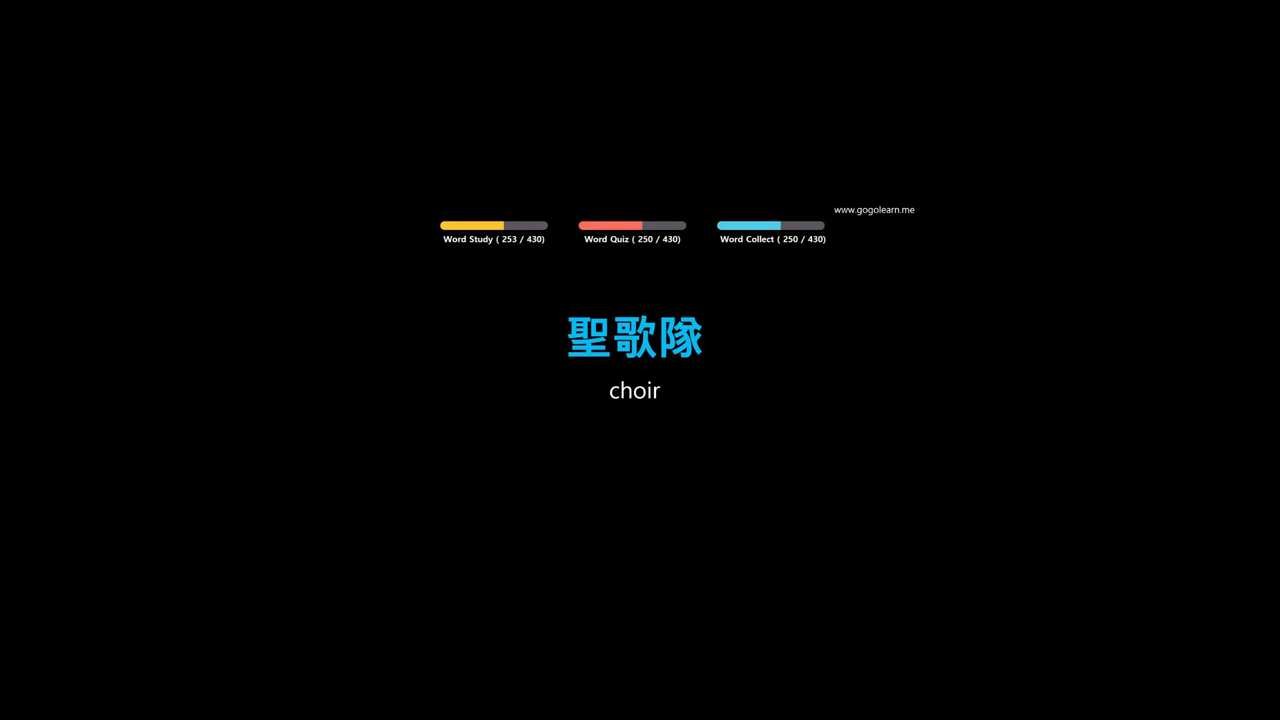 www.gogolearn.me
Word Study ( 253 / 430)
Word Quiz ( 250 / 430)
Word Collect ( 250 / 430)
聖歌隊
choir